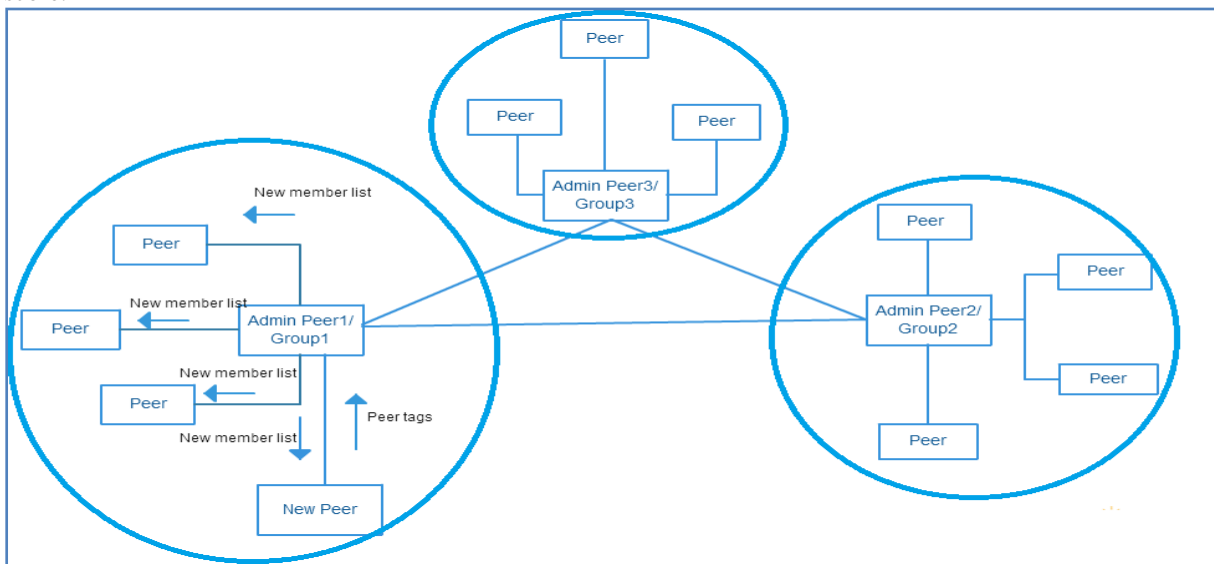 Peer
Peer
Peer
Admin Peer3/
Group3
New member list
Peer
New member list
Peer
Admin Peer1/
Group1
New member list
Peer
New member list
Peer tags
New Peer
Peer
Peer
Admin Peer2/
Group2
Peer
Peer